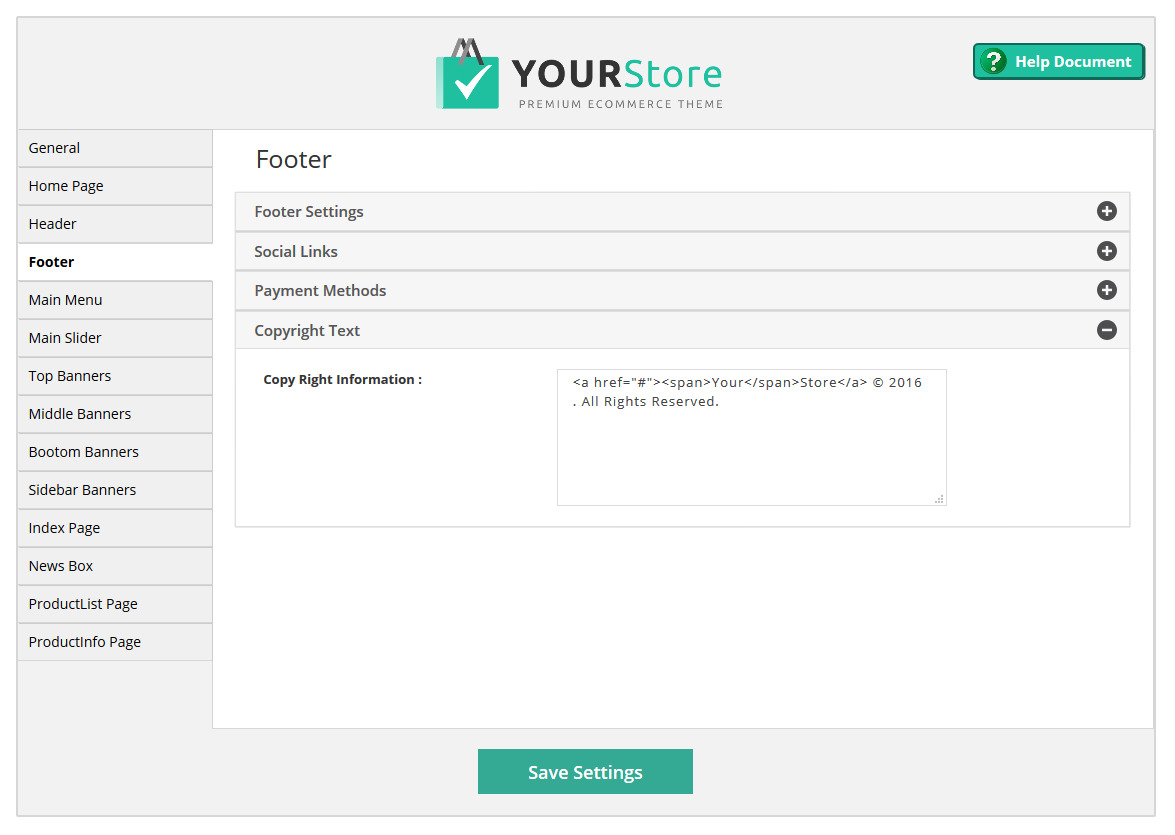 YOURStore
PREMIUM ECOMMERCE THEME
? Help Document
General
Home Page
Header
Footer
Main Menu
Main Slider
Top Banners
Middle Banners
Bootom Banners
Sidebar Banners
Index Page
News Box
ProductList Page
ProductInfo Page
Footer
Footer Settings
Social Links
Payment Methods
Copyright Text
Copy Right Information :
<a href="#"><span>Your</span>Store</a> © 2016
. All Rights Reserved.
Save Settings